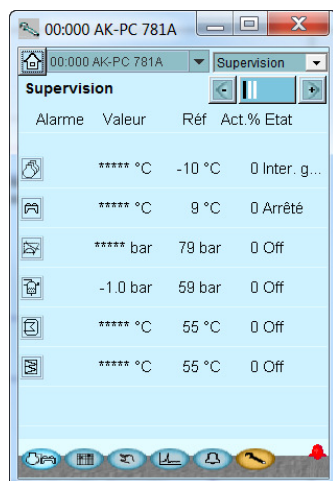 00:000 AK-PC 781A
00:000 AK-PC 781A Supervision
Supervision
Alarme Valeur Réf Act.% Etat
***** °C -10 °C 0 Inter. g...
***** °C 9 °C 0 Arrêté
***** bar 79 bar 0 Off
-1.0 bar 59 bar 0 Off
***** °C 55 °C 0 Off
***** °C 55 °C 0 Off